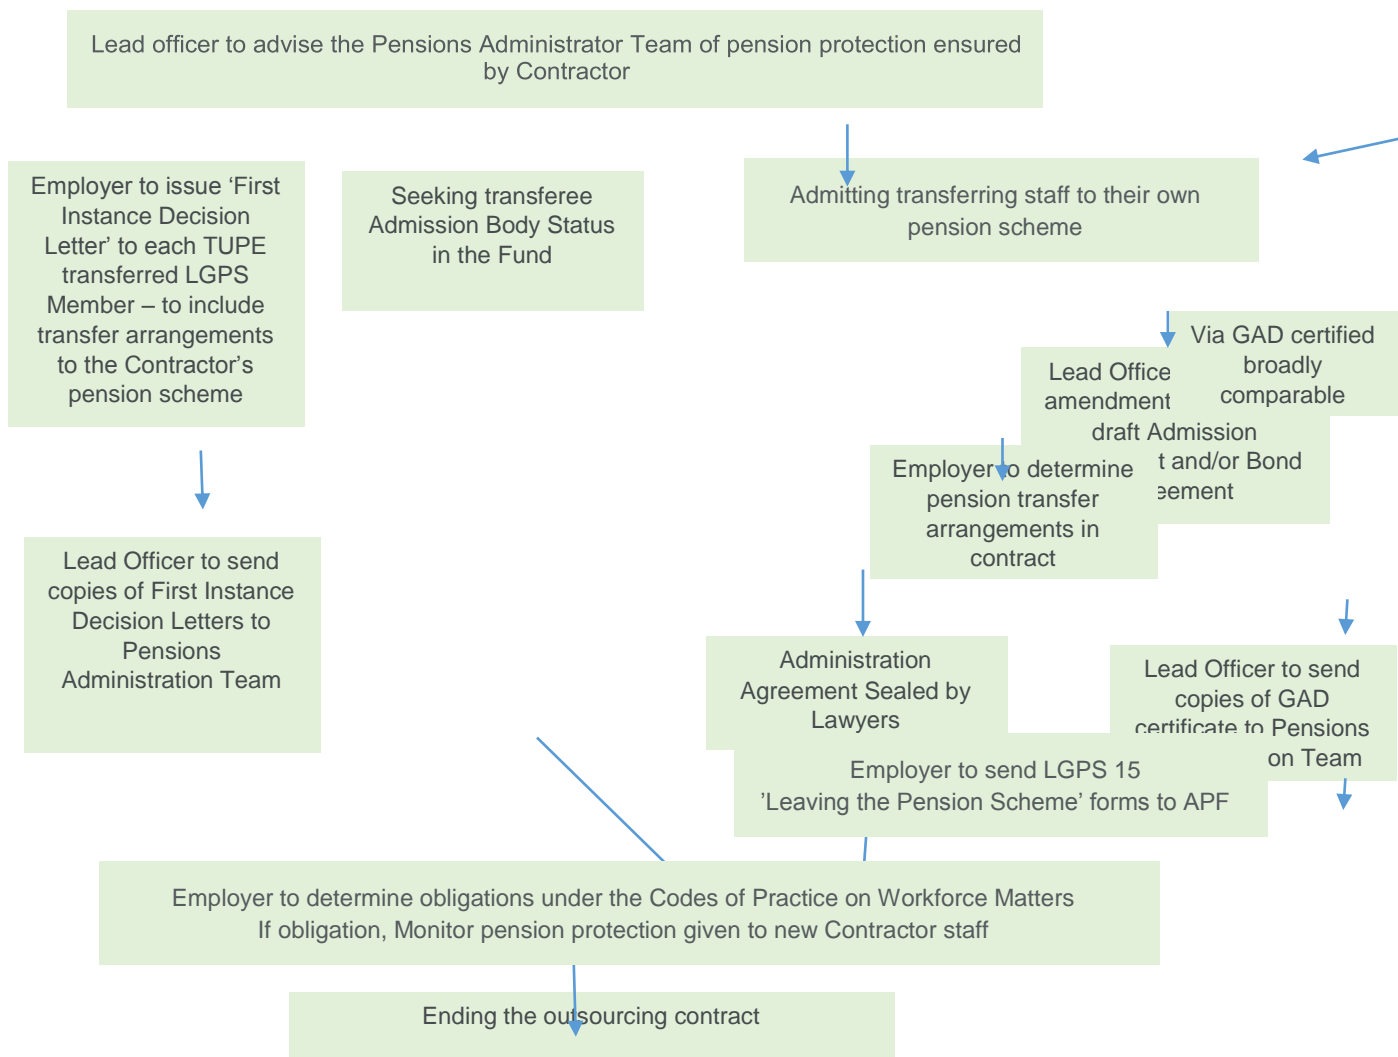 Lead officer to advise the Pensions Administrator Team of pension protection ensured
by Contractor
Employer to issue ‘First
Instance Decision
Letter’ to each TUPE
transferred LGPS
Member – to include
transfer arrangements
to the Contractor’s
pension scheme
Seeking transferee
Admission Body Status
in the Fund
Admitting transferring staff to their own
pension scheme
Via GAD certified
broadly
comparable
Lead Office
amendment
draft Admission
t and/or Bond
eement
Employer to determine
pension transfer
arrangements in
contract
Lead Officer to send
copies of First Instance
Decision Letters to
Pensions
Administration Team
Administration
Agreement Sealed by
Lawyers
Lead Officer to send
copies of GAD
certificate to Pensions
on Team
Employer to send LGPS 15
’Leaving the Pension Scheme’ forms to APF
Employer to determine obligations under the Codes of Practice on Workforce Matters
If obligation, Monitor pension protection given to new Contractor staff
Ending the outsourcing contract